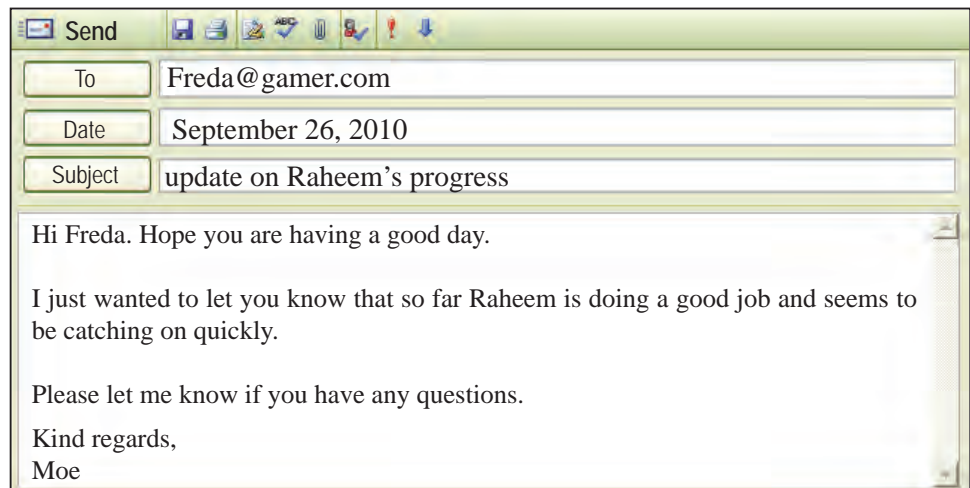 Send
To
Freda@gamer.com
Date
September 26, 2010
Subject
update on Raheem’s progress
Hi Freda. Hope you are having a good day.
I just wanted to let you know that so far Raheem is doing a good job and seems to
be catching on quickly.
Please let me know if you have any questions.
Kind regards,
Moe